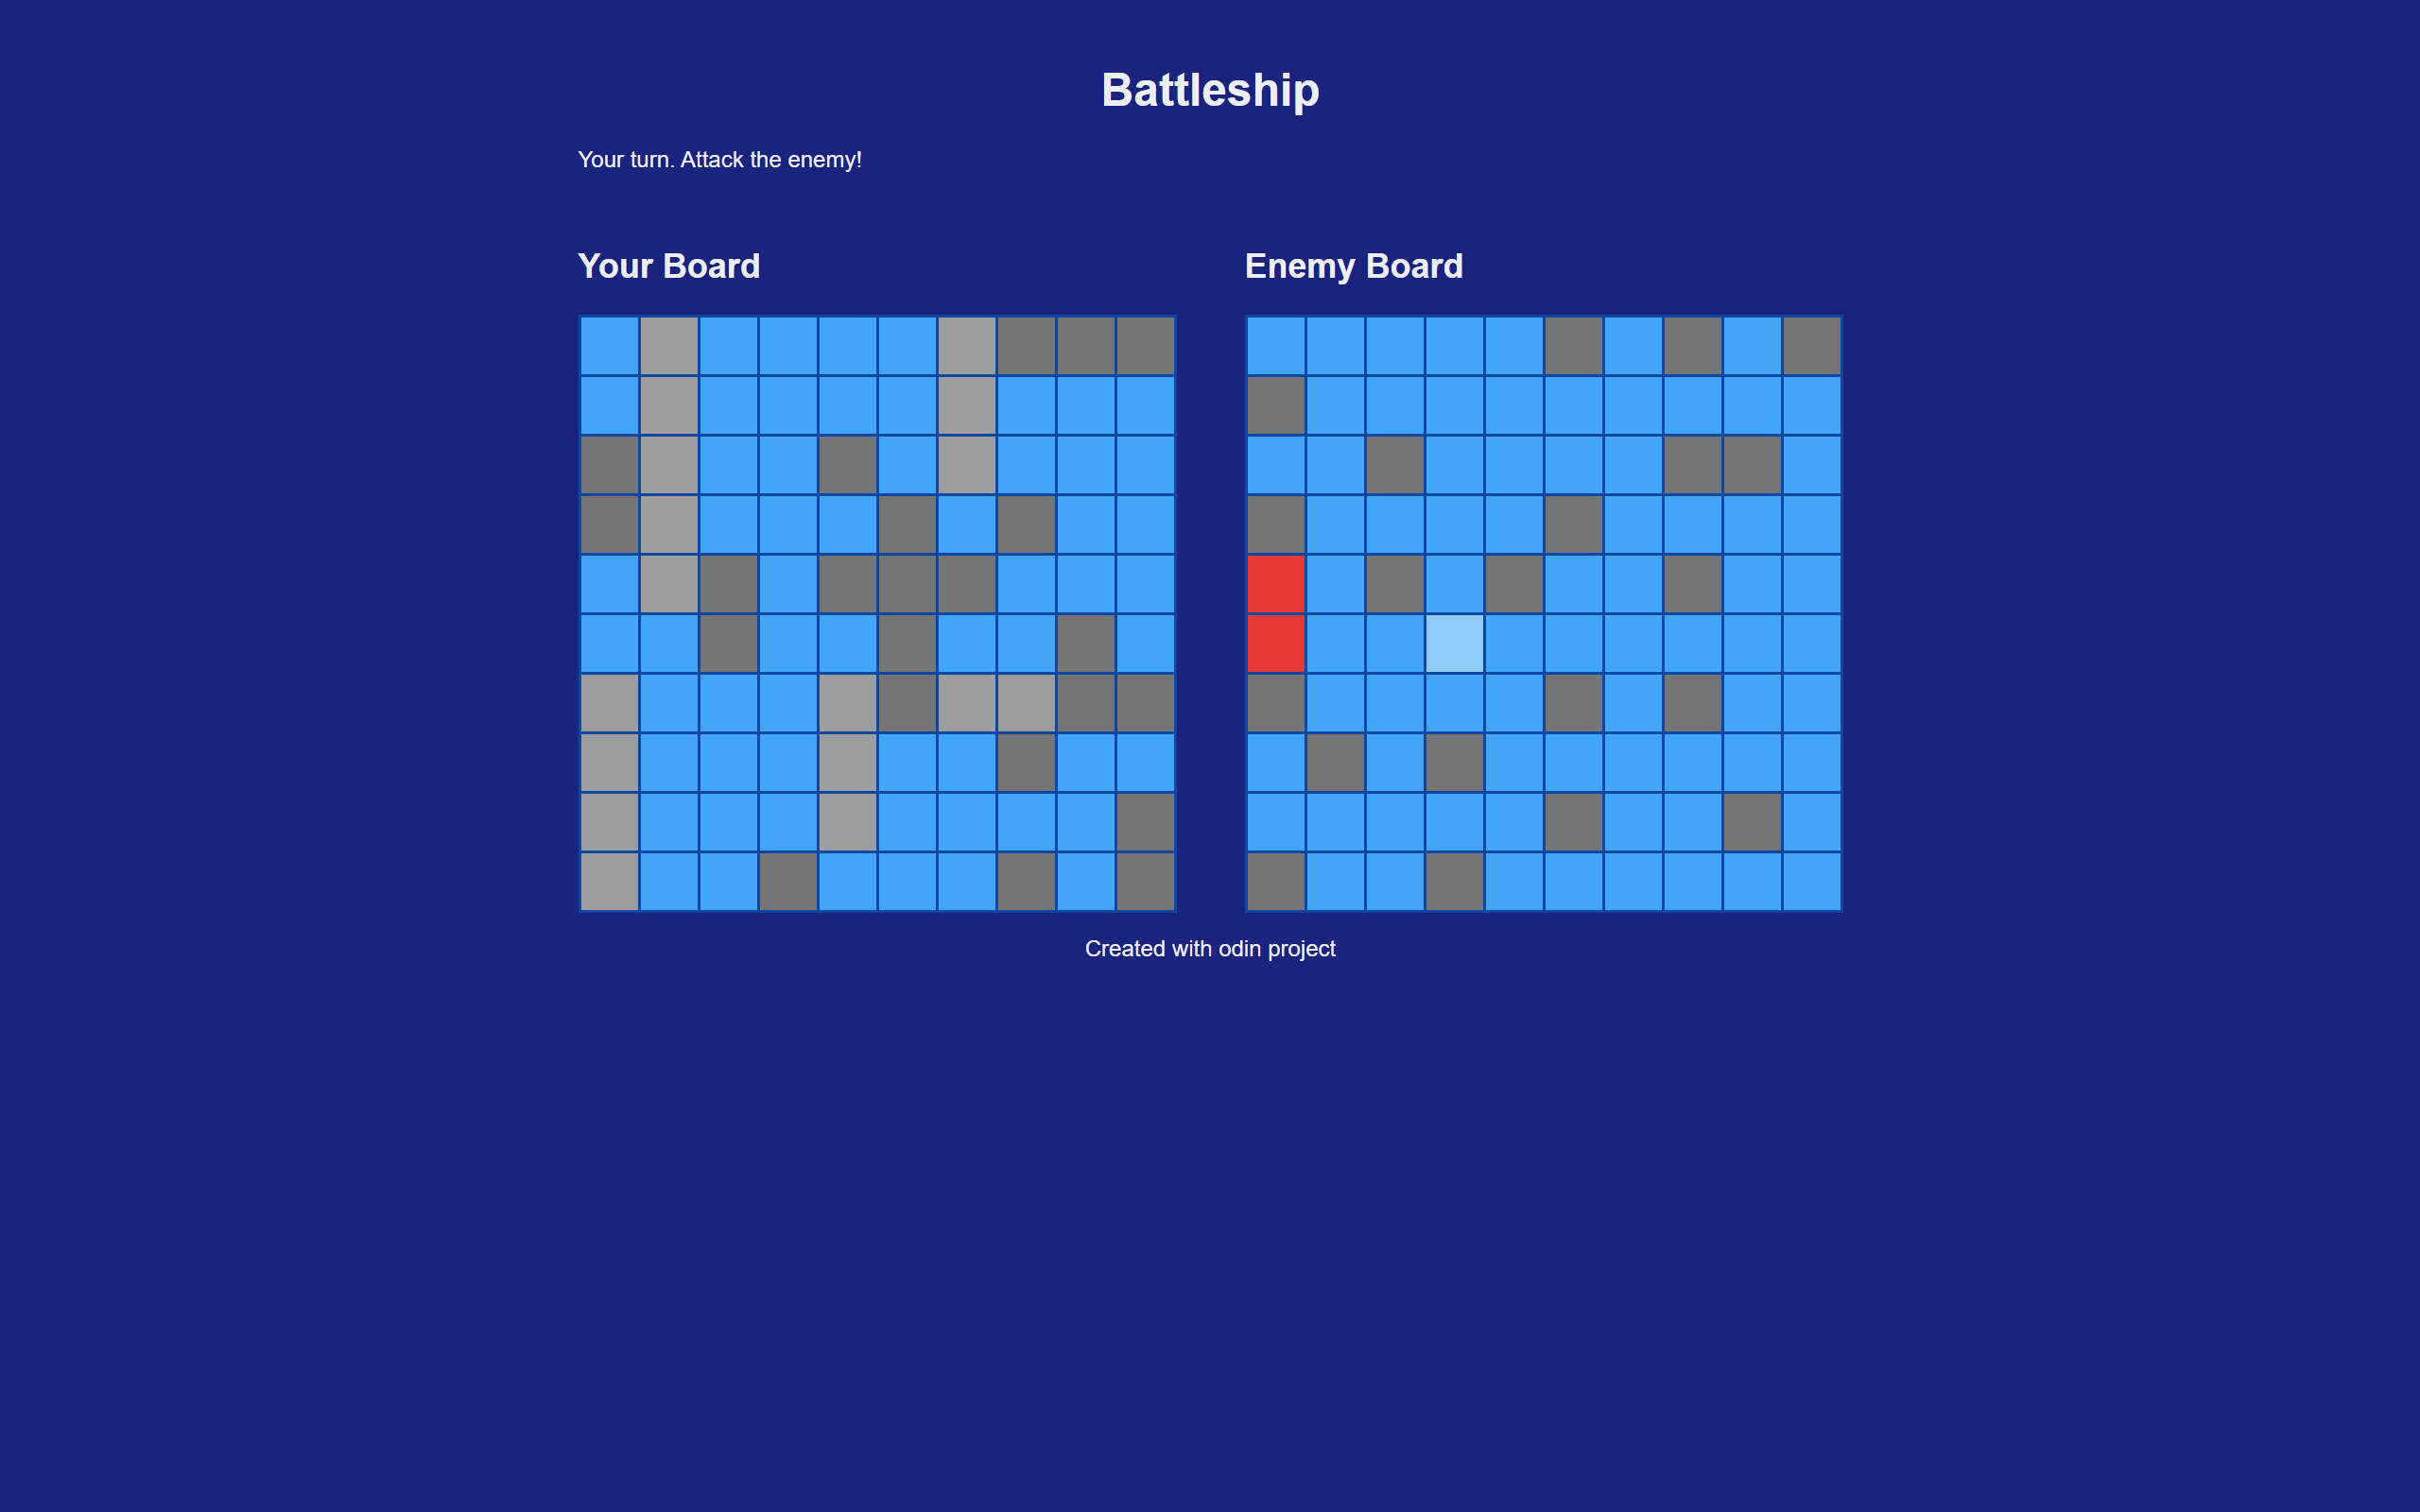 Battleship
Your turn. Attack the enemy!
Your Board
Enemy Board
Created with odin project